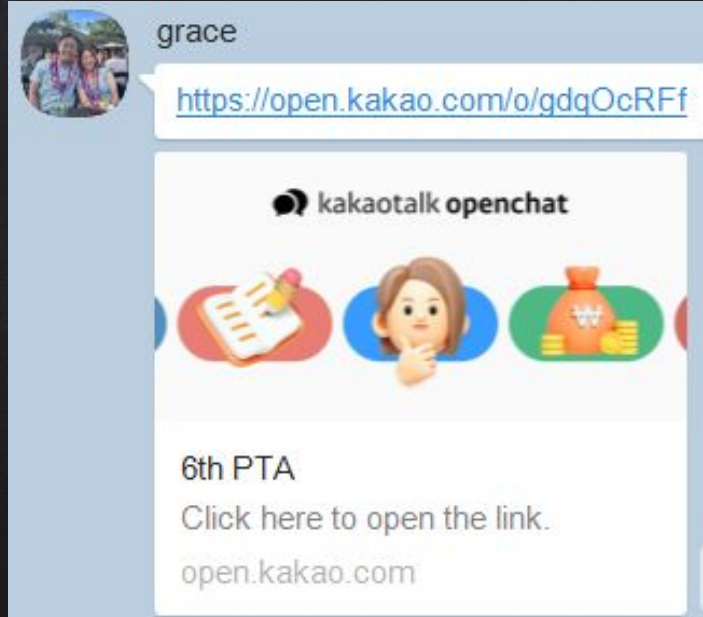 grace
https://open.kakao.com/o/gdqOcRFf
kakaotalk openchat
₩
6th PTA
Click here to open the link.
open.kakao.com